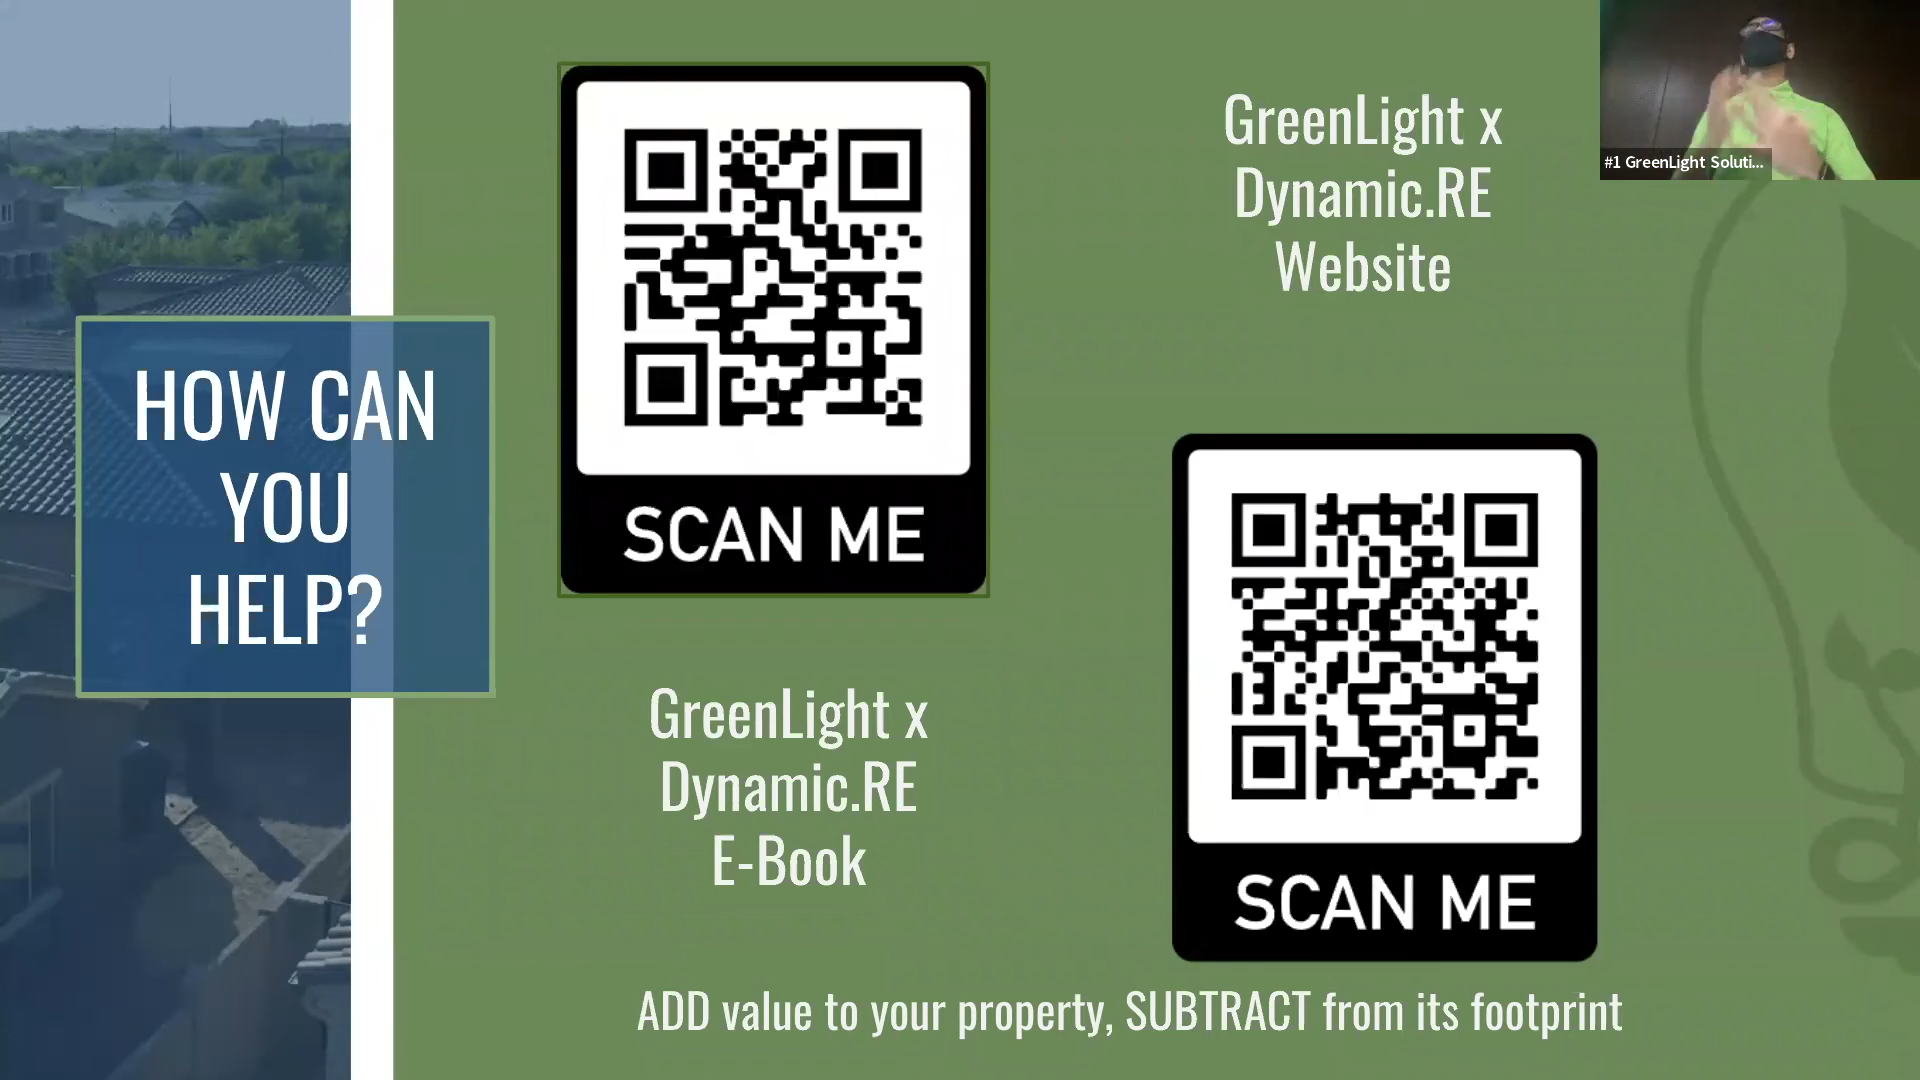 HOW CAN
YOU
HELP?
SCAN ME
GreenLight x
Dynamic.RE
Website
#1 GreenLight Soluti...
GreenLight x
Dynamic.RE
E-Book
SCAN ME
ADD value to your property, SUBTRACT from its footprint